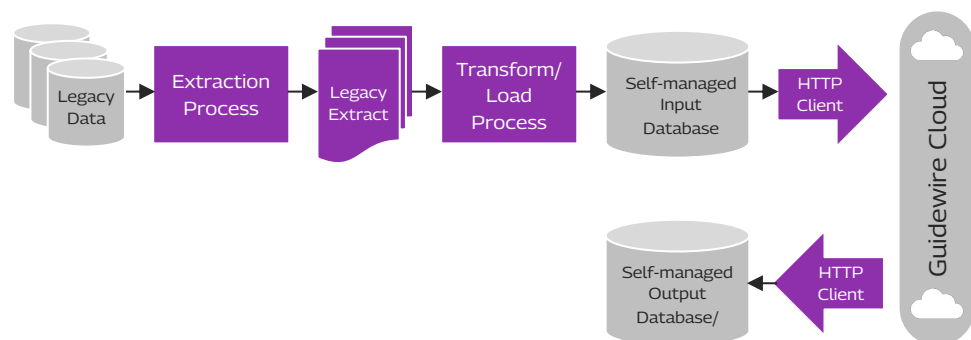 Legacy
Data
Extraction
Process
Legacy
Extract
Transform/
Load
Process
Self-managed
Input
Database
HTTP
Client
Guidewire Cloud
Self-managed
Output
Database/
HTTP
Client